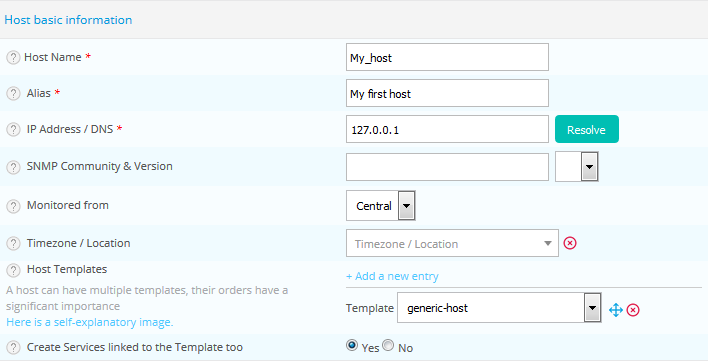 Host basic information
Host Name * My_host
Alias * My first host
IP Address / DNS * 127.0.0.1 Resolve
SNMP Community & Version
Monitored from Central
Timezone / Location Timezone / Location
Host Templates + Add a new entry
A host can have multiple templates, their orders have a
significant importance
Here is a self-explanatory image.
Template generic-host
Create Services linked to the Template too Yes No